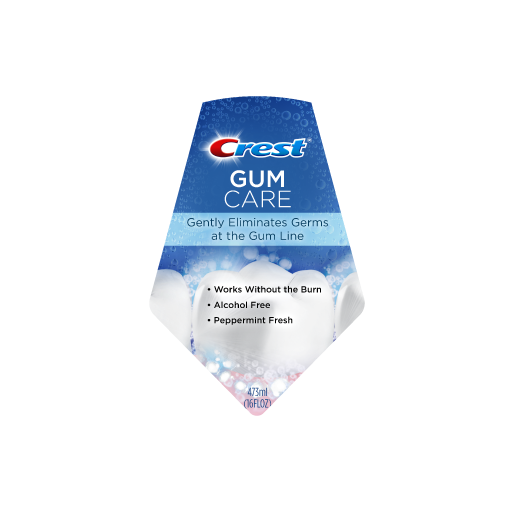 Crest
GUM
CARE
Gently Eliminates Germs
at the Gum Line
• Works Without the Burn
• Alcohol Free
• Peppermint Fresh
473ml
(16FLOZ)